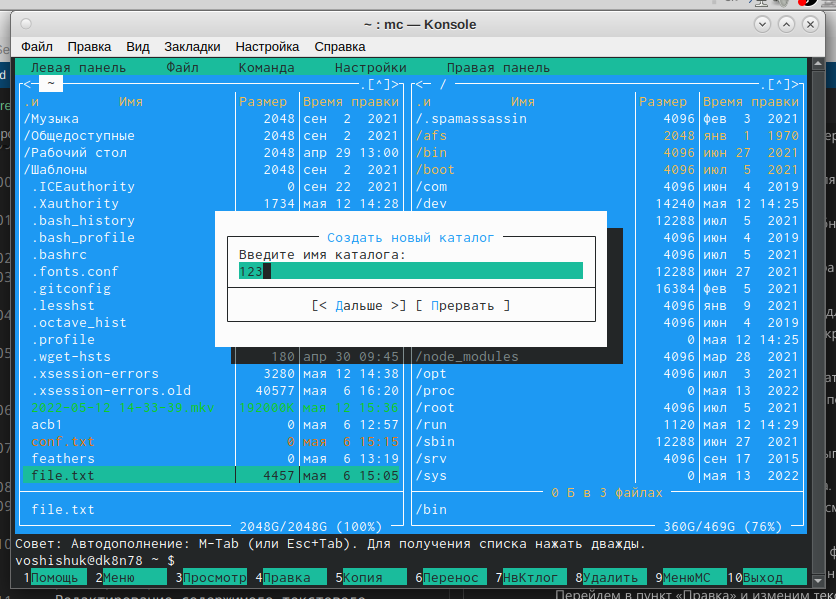 ~ : mc — Konsole
Файл Правка Вид Закладки Настройка Справка
Левая панель Файл Команда Настройки Правая панель
<─ ~ .[^]> <─ / .[^]>
.и Имя Размер Время правки .и Имя Размер Время правки
/Музыка 2048 сен 2 2021 /.spamassassin 4096 фев 3 2021
/Общедоступные 2048 сен 2 2021 /afs 2048 янв 1 1970
/Рабочий стол 2048 апр 29 13:00 /bin 4096 июн 27 2021
/Шаблоны 2048 сен 2 2021 /boot 4096 июл 5 2021
.ICEauthority 0 сен 22 2021 /com 4096 июн 4 2019
.Xauthority 1734 мая 12 14:28 /dev 14240 мая 12 14:25
.bash_history 12288 июл 5 2021
.bash_profile Создать новый каталог 4096 июн 4 2019
.bashrc Введите имя каталога: 4096 июл 5 2021
.fonts.conf 123 12288 июн 27 2021
.gitconfig 16384 фев 5 2021
.lesshst [< Дальше >] [ Прервать ] 4096 янв 9 2021
.octave_hist 4096 июн 4 2019
.profile 0 мая 12 14:25
.wget-hsts 180 апр 30 09:45 /node_modules 4096 мар 28 2021
.xsession-errors 3280 мая 12 14:38 /opt 4096 июл 3 2021
.xsession-errors.old 40577 мая 6 16:20 /proc 0 мая 13 2022
2022-05-12 14-33-39.mkv 192000K мая 12 15:36 /root 4096 июл 5 2021
acb1 0 мая 6 12:57 /run 1120 мая 12 14:29
conf.txt 0 мая 6 15:15 /sbin 12288 июн 27 2021
feathers 0 мая 6 13:19 /srv 4096 сен 17 2015
file.txt 4457 мая 6 15:05 /sys 0 мая 13 2022
0 Б в 3 файлах
file.txt /bin
2048G/2048G (100%) 360G/469G (76%)
Совет: Автодополнение: M-Tab (или Esc+Tab). Для получения списка нажать дважды.
voshishuk@dk8n78 ~ $
1Помощь 2Меню 3Просмотр 4Правка 5Копия 6Перенос 7НвКтлог 8Удалить 9МенюMC 10Выход
Перейдем в пункт «Правка» и изменим